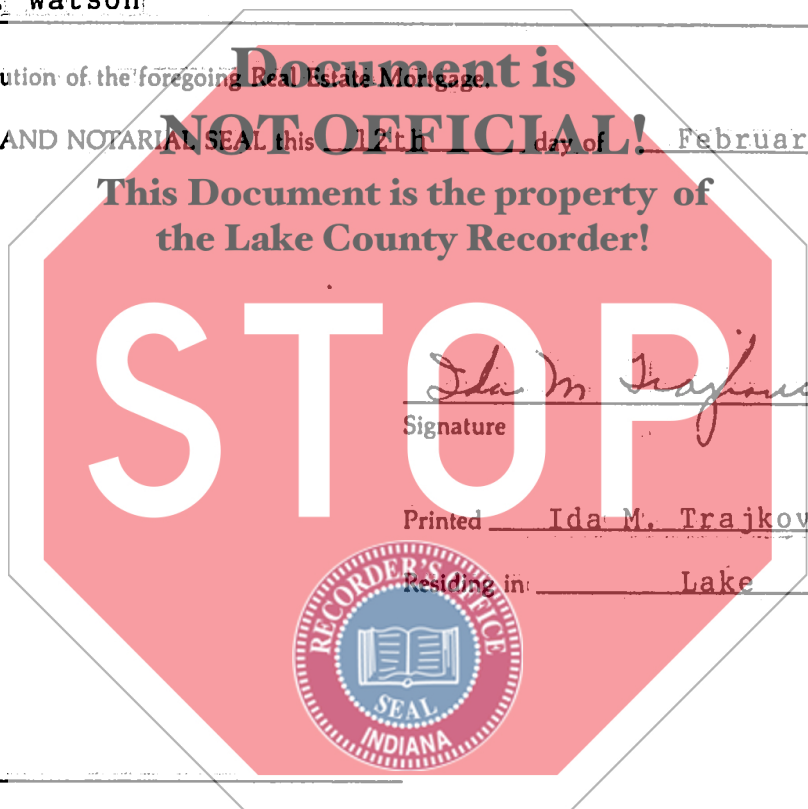 Watson
ution of the foregoing Real Estate Mortgage.
Document is
AND NOTARIAL SEAL this 12th day of Februar
NOT OFFICIAL!
This Document is the property of
the Lake County Recorder!
STOP
Ida M Trajkov
Signature
Printed Ida M. Trajkov
Residing in Lake
RECORDER'S OFFICE
SEAL
INDIANA